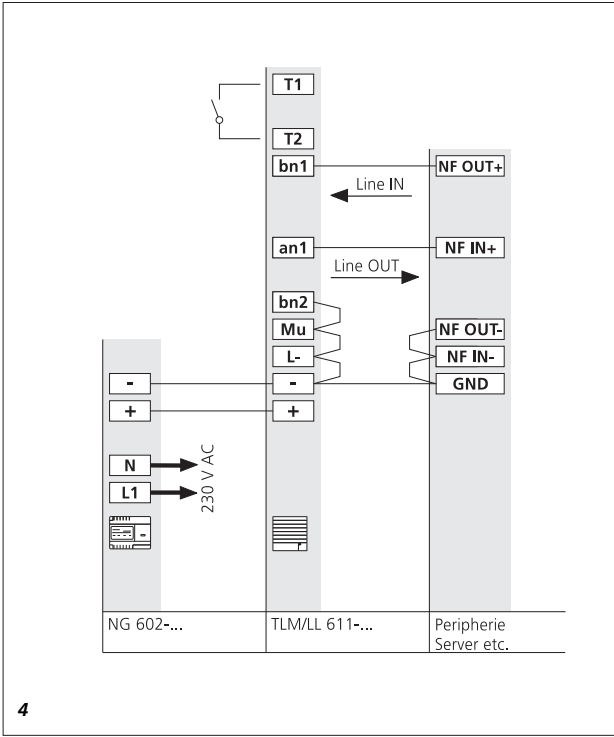 T1
T2
bn1 NF OUT+
Line IN
an1 NF IN+
Line OUT
bn2
Mu NF OUT-
L- NF IN-
- - GND
+ +
N
L1
230 V AC
NG 602-... TLM/LL 611-... Peripherie
Server etc.
4